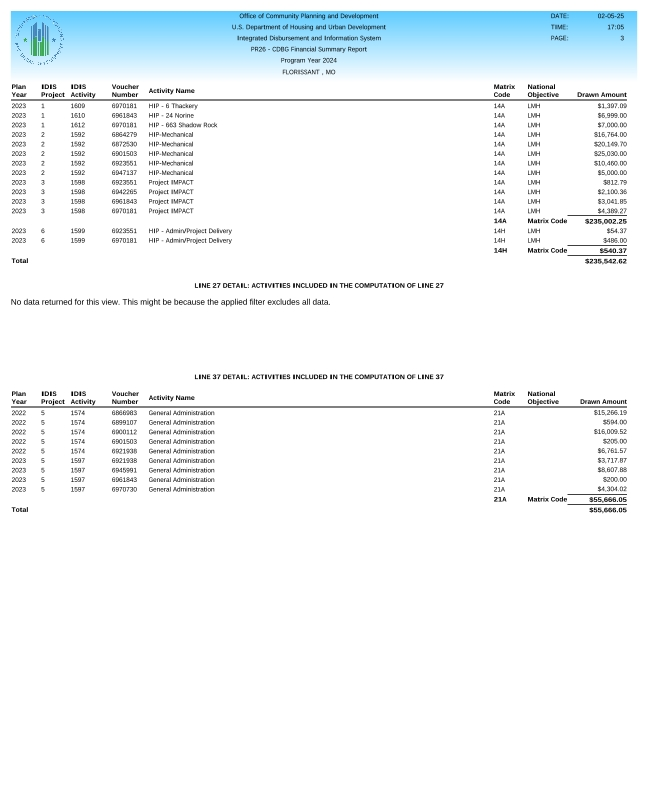 Office of Community Planning and Development DATE: 02-05-25
U.S. Department of Housing and Urban Development TIME: 17:05
Integrated Disbursement and Information System PAGE: 3
PR26 - CDBG Financial Summary Report
Program Year 2024
FLORISSANT , MO
Plan Year IDIS Project IDIS Activity Voucher Number Activity Name Matrix Code National Objective Drawn Amount
2023 1 1609 6970181 HIP - 6 Thackery 14A LMH $1,397.09
2023 1 1610 6961843 HIP - 24 Norine 14A LMH $6,999.00
2023 1 1612 6970181 HIP - 663 Shadow Rock 14A LMH $7,000.00
2023 2 1592 6864279 HIP-Mechanical 14A LMH $16,764.00
2023 2 1592 6872530 HIP-Mechanical 14A LMH $20,149.70
2023 2 1592 6901503 HIP-Mechanical 14A LMH $25,030.00
2023 2 1592 6923551 HIP-Mechanical 14A LMH $10,460.00
2023 2 1592 6947137 HIP-Mechanical 14A LMH $5,000.00
2023 3 1598 6923551 Project IMPACT 14A LMH $812.79
2023 3 1598 6942265 Project IMPACT 14A LMH $2,100.36
2023 3 1598 6961843 Project IMPACT 14A LMH $3,041.85
2023 3 1598 6970181 Project IMPACT 14A LMH $4,389.27
14A Matrix Code $235,002.25
2023 6 1599 6923551 HIP - Admin/Project Delivery 14H LMH $54.37
2023 6 1599 6970181 HIP - Admin/Project Delivery 14H LMH $486.00
14H Matrix Code $540.37
Total $235,542.62
LINE 27 DETAIL: ACTIVITIES INCLUDED IN THE COMPUTATION OF LINE 27
No data returned for this view. This might be because the applied filter excludes all data.
LINE 37 DETAIL: ACTIVITIES INCLUDED IN THE COMPUTATION OF LINE 37
Plan Year IDIS Project IDIS Activity Voucher Number Activity Name Matrix Code National Objective Drawn Amount
2022 5 1574 6866983 General Administration 21A $15,266.19
2022 5 1574 6899107 General Administration 21A $594.00
2022 5 1574 6900112 General Administration 21A $16,009.52
2022 5 1574 6901503 General Administration 21A $205.00
2022 5 1574 6921938 General Administration 21A $6,761.57
2023 5 1597 6921938 General Administration 21A $3,717.87
2023 5 1597 6945991 General Administration 21A $8,607.88
2023 5 1597 6961843 General Administration 21A $200.00
2023 5 1597 6970730 General Administration 21A $4,304.02
21A Matrix Code $55,666.05
Total $55,666.05